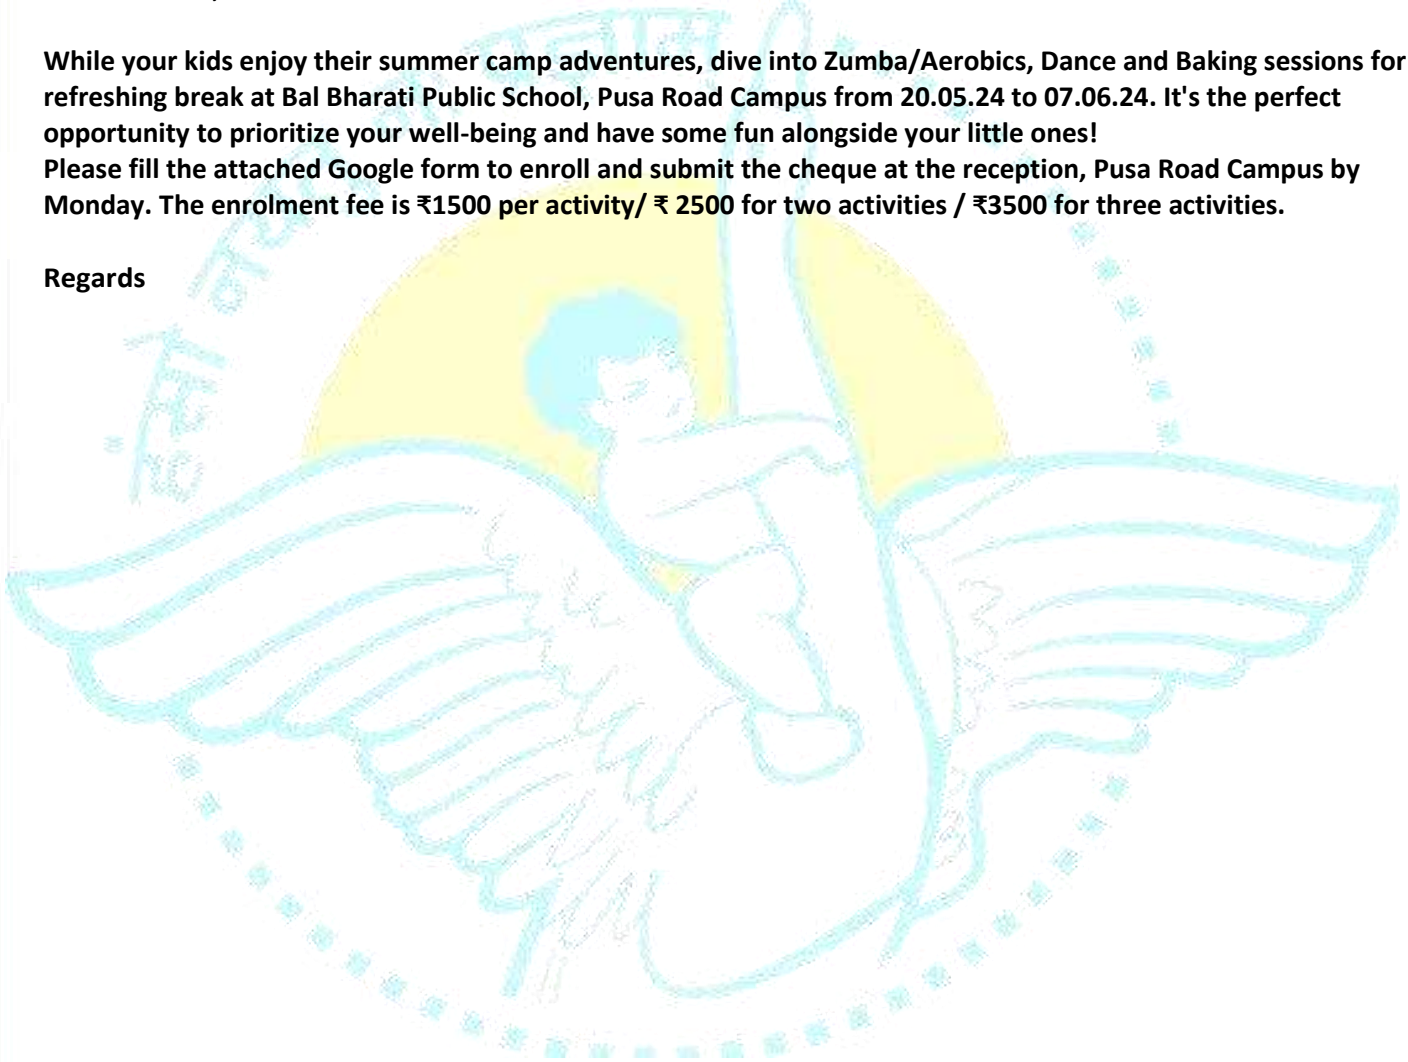 While your kids enjoy their summer camp adventures, dive into Zumba/Aerobics, Dance and Baking sessions for
refreshing break at Bal Bharati Public School, Pusa Road Campus from 20.05.24 to 07.06.24. It's the perfect
opportunity to prioritize your well-being and have some fun alongside your little ones!
Please fill the attached Google form to enroll and submit the cheque at the reception, Pusa Road Campus by
Monday. The enrolment fee is ₹1500 per activity/ ₹ 2500 for two activities / ₹3500 for three activities.
Regards